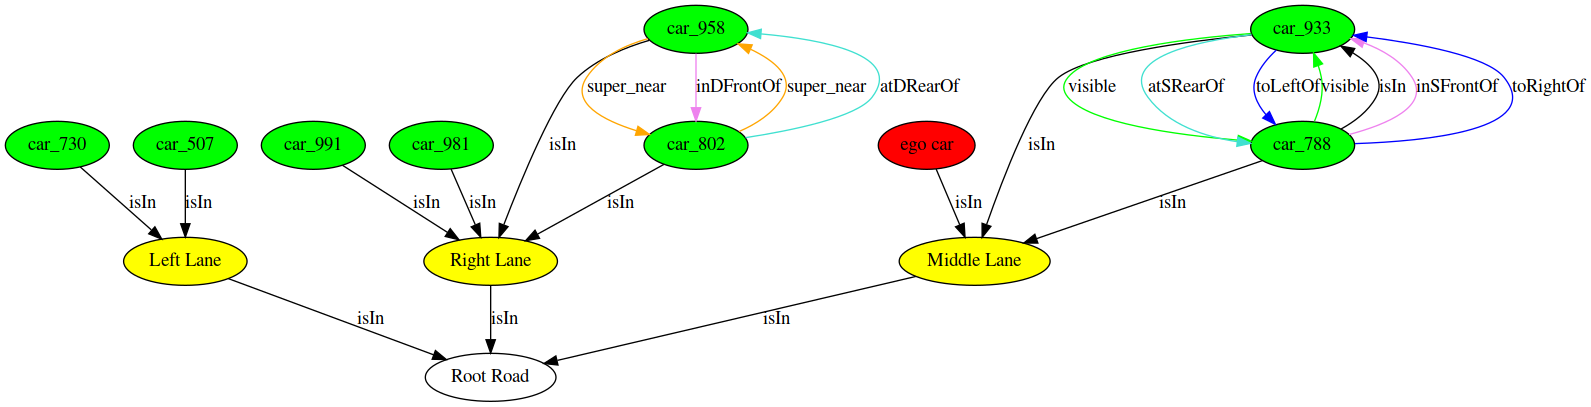 car_958
car_933
super_near
inDFrontOf
super_near
atDRearOf
visible
atSRearOf
toLeftOf
visible
isIn
inSFrontOf
toRightOf
car_730
car_507
car_991
car_981
isIn
car_802
ego car
isIn
car_788
isIn
isIn
isIn
isIn
isIn
isIn
isIn
Left Lane
Right Lane
Middle Lane
isIn
isIn
isIn
Root Road